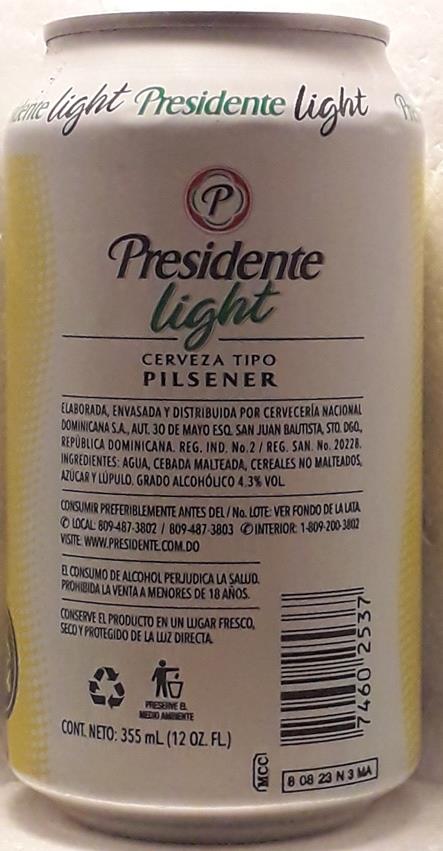 dente light Presidente light Pr
P
Presidente
light
CERVEZA TIPO
PILSENER
ELABORADA, ENVASADA Y DISTRIBUIDA POR CERVECERÍA NACIONAL
DOMINICANA S.A., AUT. 30 DE MAYO ESQ. SAN JUAN BAUTISTA, STO. DGO.,
REPÚBLICA DOMINICANA. REG. IND. No.2 / REG. SAN. No. 20228.
INGREDIENTES: AGUA, CEBADA MALTEADA, CEREALES NO MALTEADOS,
AZÚCAR Y LÚPULO. GRADO ALCOHÓLICO 4.3% VOL.
CONSUMIR PREFERIBLEMENTE ANTES DEL / No. LOTE: VER FONDO DE LA LATA.
✆ LOCAL: 809-487-3802 / 809-487-3803 ✆ INTERIOR: 1-809-200-3802
VISITE: WWW.PRESIDENTE.COM.DO
EL CONSUMO DE ALCOHOL PERJUDICA LA SALUD.
PROHIBIDA LA VENTA A MENORES DE 18 AÑOS.
CONSERVE EL PRODUCTO EN UN LUGAR FRESCO,
SECO Y PROTEGIDO DE LA LUZ DIRECTA.
PRESERVE EL
MEDIO AMBIENTE
CONT. NETO: 355 mL (12 OZ. FL.)
7460 2537
MCC
8 08 23 N 3 MA